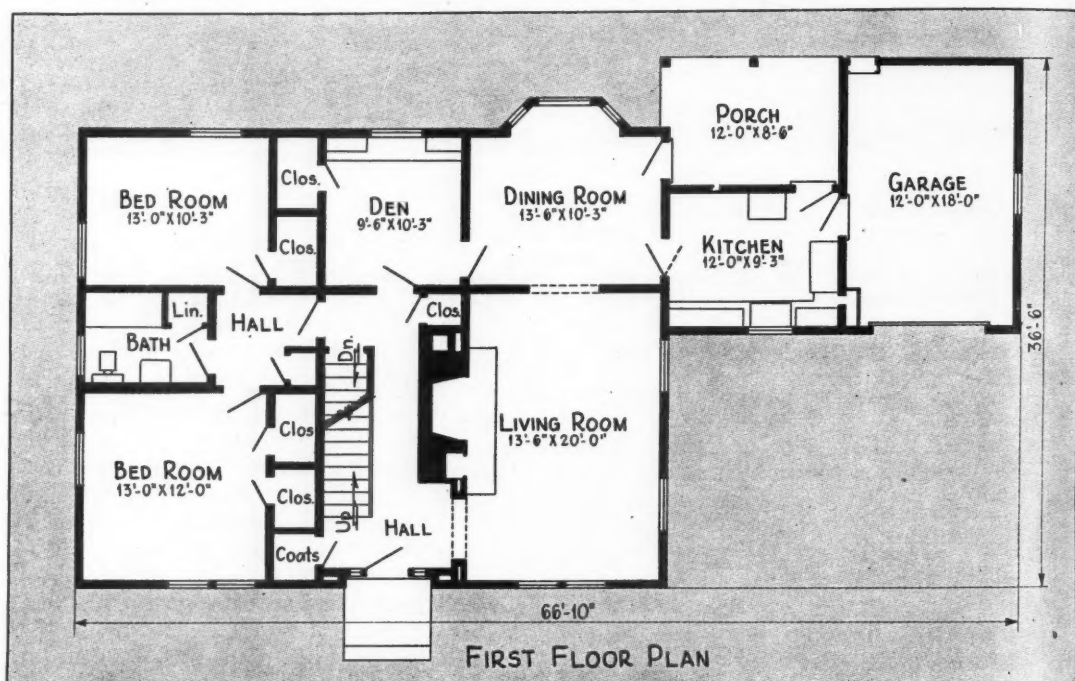 PORCH
12'-0"X8'-6"
BED ROOM
13'-0"X10'-3"
Clos.
DEN
9'-6"X10'-3"
DINING ROOM
13'-6"X10'-3"
GARAGE
12'-0"X18'-0"
Clos.
KITCHEN
12'-0"X9'-3"
Lin.
HALL
BATH
Clos.
Dn.
36'-6"
LIVING ROOM
13'-6"X20'-0"
Clos.
BED ROOM
13'-0"X12'-0"
Clos.
Up
HALL
Coats
66'-10"
FIRST FLOOR PLAN